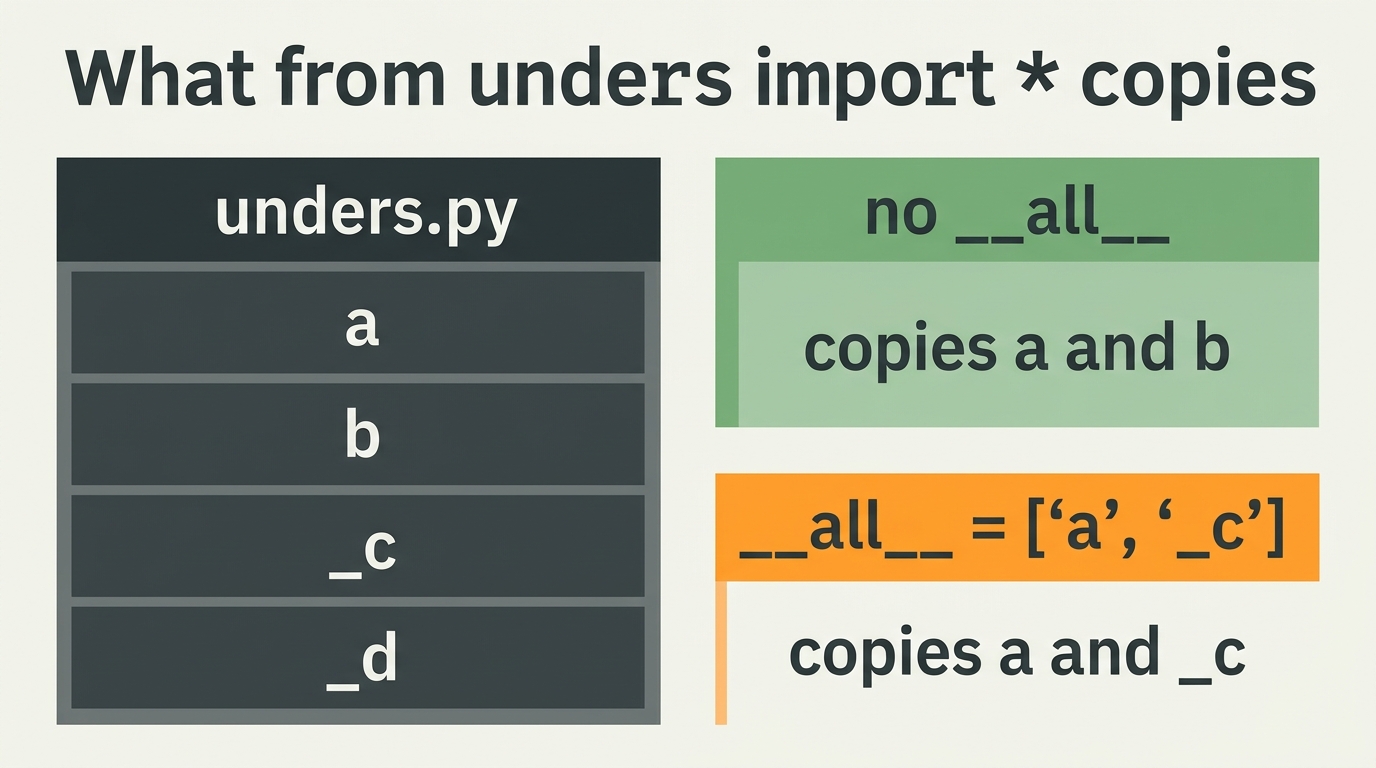 What from unders import * copies
unders.py
a
b
_c
_d
no __all__
copies a and b
__all__ = [‘a’, ‘_c’]
copies a and _c